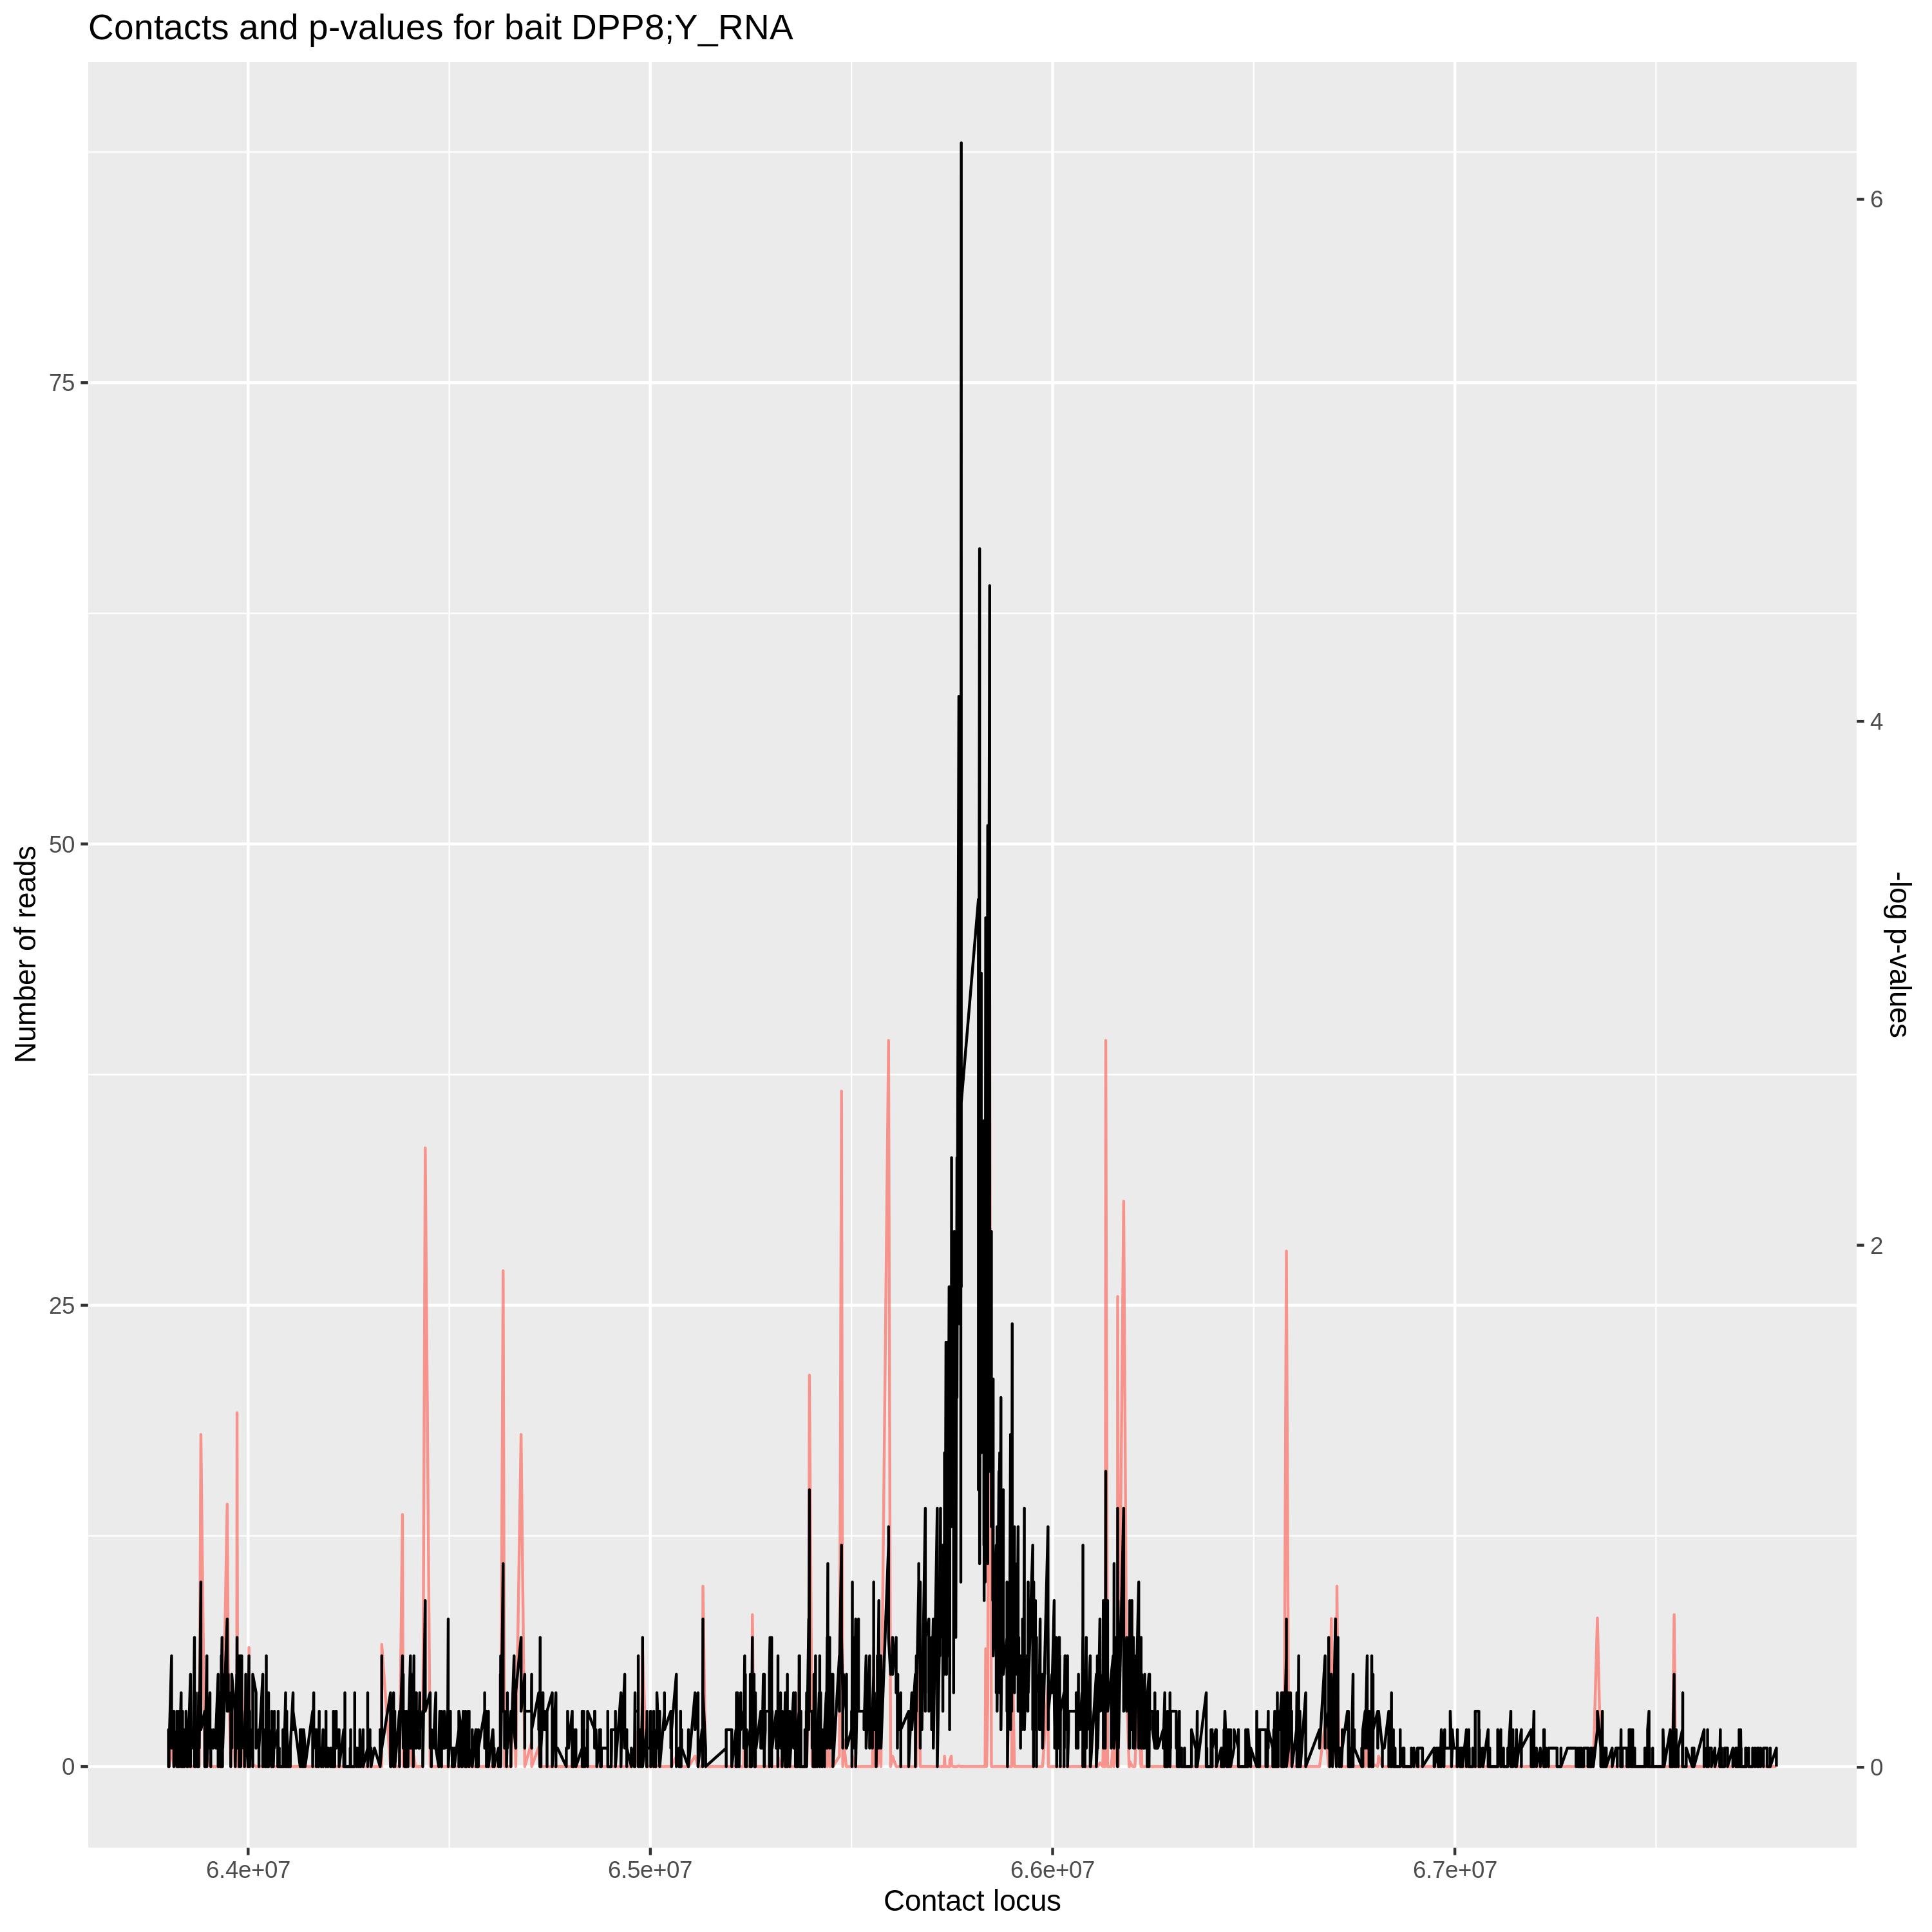 Contacts and p-values for bait DPP8;Y_RNA
75
50
25
0
Number of reads
6
4
2
0
-log p-values
6.4e+07
6.5e+07
6.6e+07
6.7e+07
Contact locus